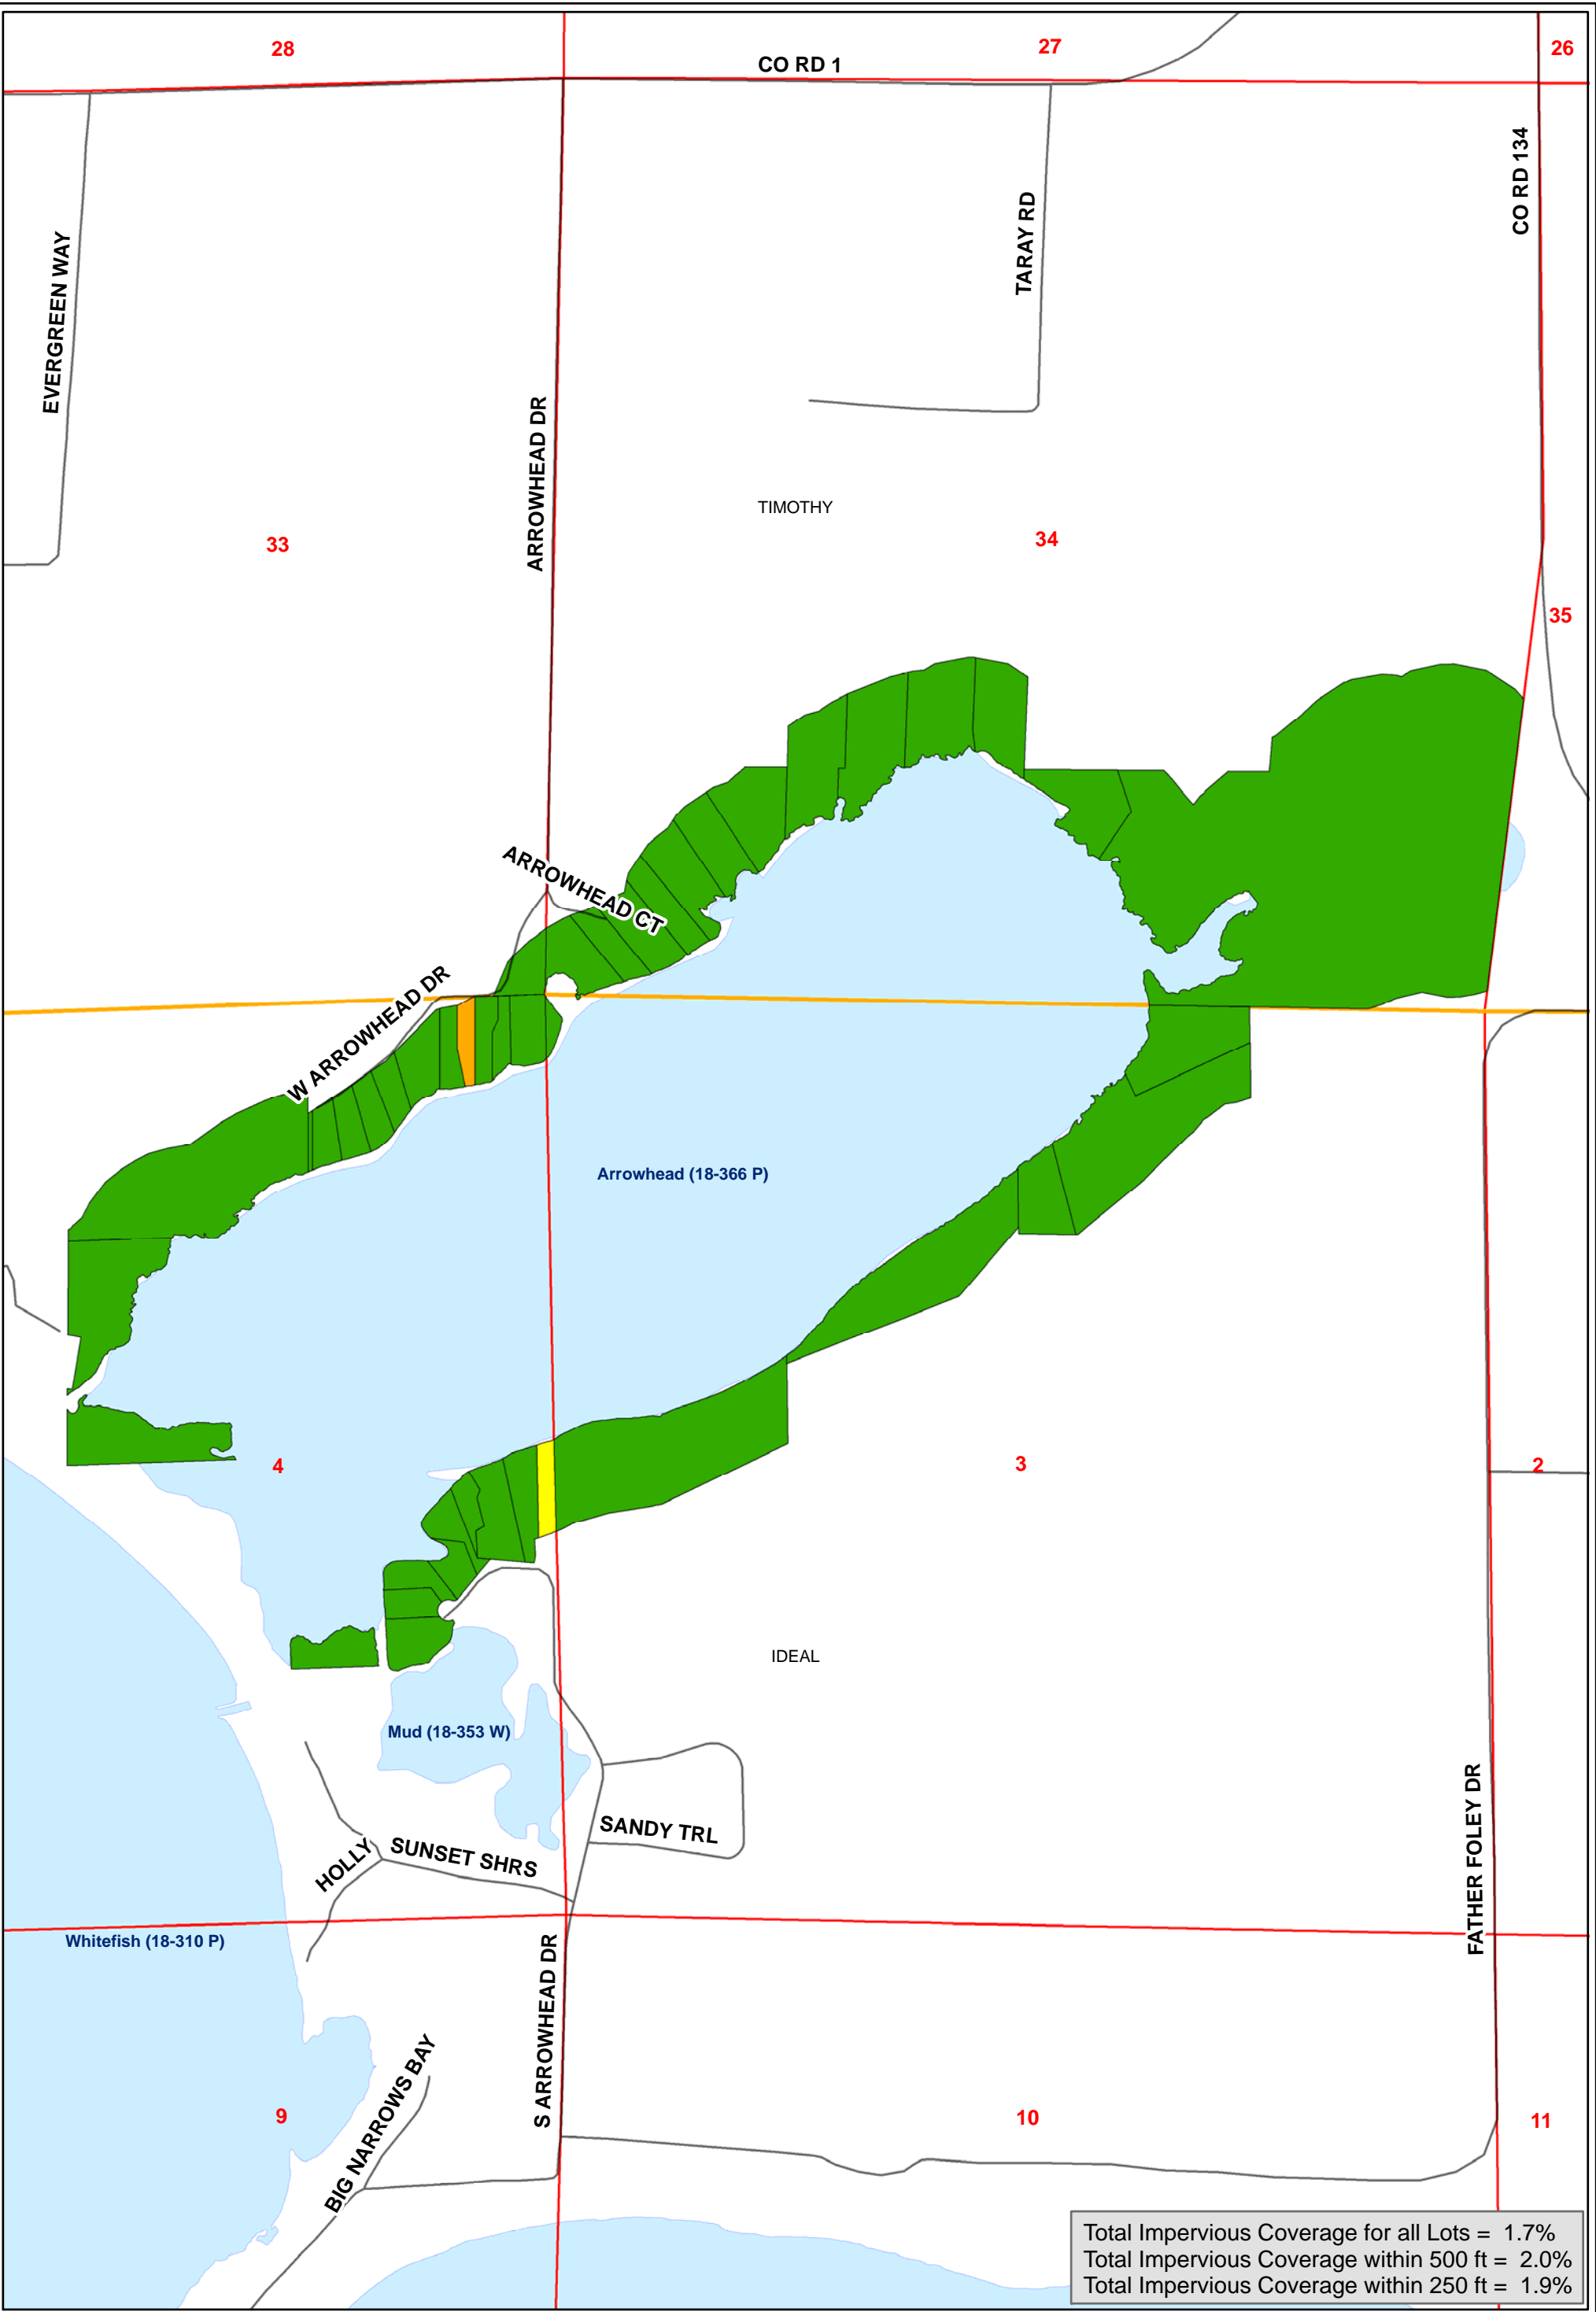 28
27
26
CO RD 1
CO RD 134
TARAY RD
EVERGREEN WAY
ARROWHEAD DR
TIMOTHY
33
34
35
ARROWHEAD CT
W ARROWHEAD DR
Arrowhead (18-366 P)
4
3
2
IDEAL
Mud (18-353 W)
SANDY TRL
SUNSET SHRS
HOLLY
FATHER FOLEY DR
Whitefish (18-310 P)
S ARROWHEAD DR
BIG NARROWS BAY
9
10
11
Total Impervious Coverage for all Lots = 1.7%
Total Impervious Coverage within 500 ft = 2.0%
Total Impervious Coverage within 250 ft = 1.9%